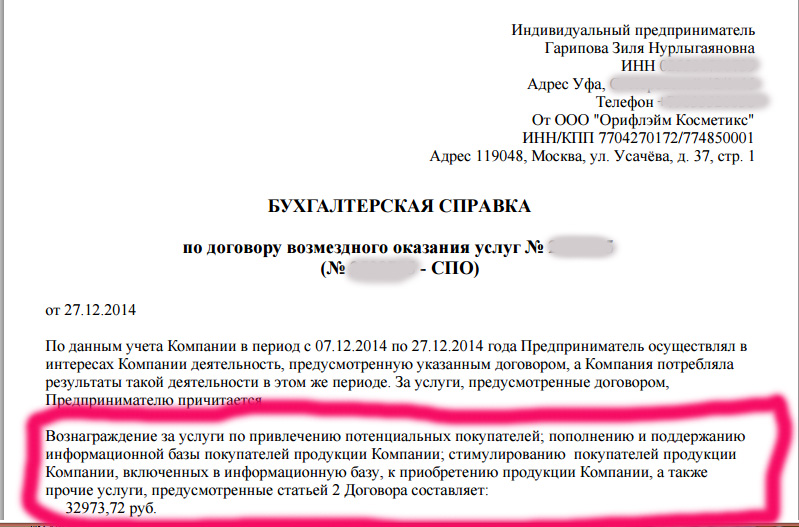 Индивидуальный предприниматель
Гарипова Зиля Нурлыгаяновна
ИНН
Адрес Уфа,
Телефон
От ООО "Орифлэйм Косметикс"
ИНН/КПП 7704270172/774850001
Адрес 119048, Москва, ул. Усачёва, д. 37, стр. 1
БУХГАЛТЕРСКАЯ СПРАВКА
по договору возмездного оказания услуг №
(№ - СПО)
от 27.12.2014
По данным учета Компании в период с 07.12.2014 по 27.12.2014 года Предприниматель осуществлял в
интересах Компании деятельность, предусмотренную указанным договором, а Компания потребляла
результаты такой деятельности в этом же периоде. За услуги, предусмотренные договором,
Предпринимателю причитается
Вознаграждение за услуги по привлечению потенциальных покупателей; пополнению и поддержанию
информационной базы покупателей продукции Компании; стимулированию покупателей продукции
Компании, включенных в информационную базу, к приобретению продукции Компании, а также
прочие услуги, предусмотренные статьей 2 Договора составляет:
32973,72 руб.